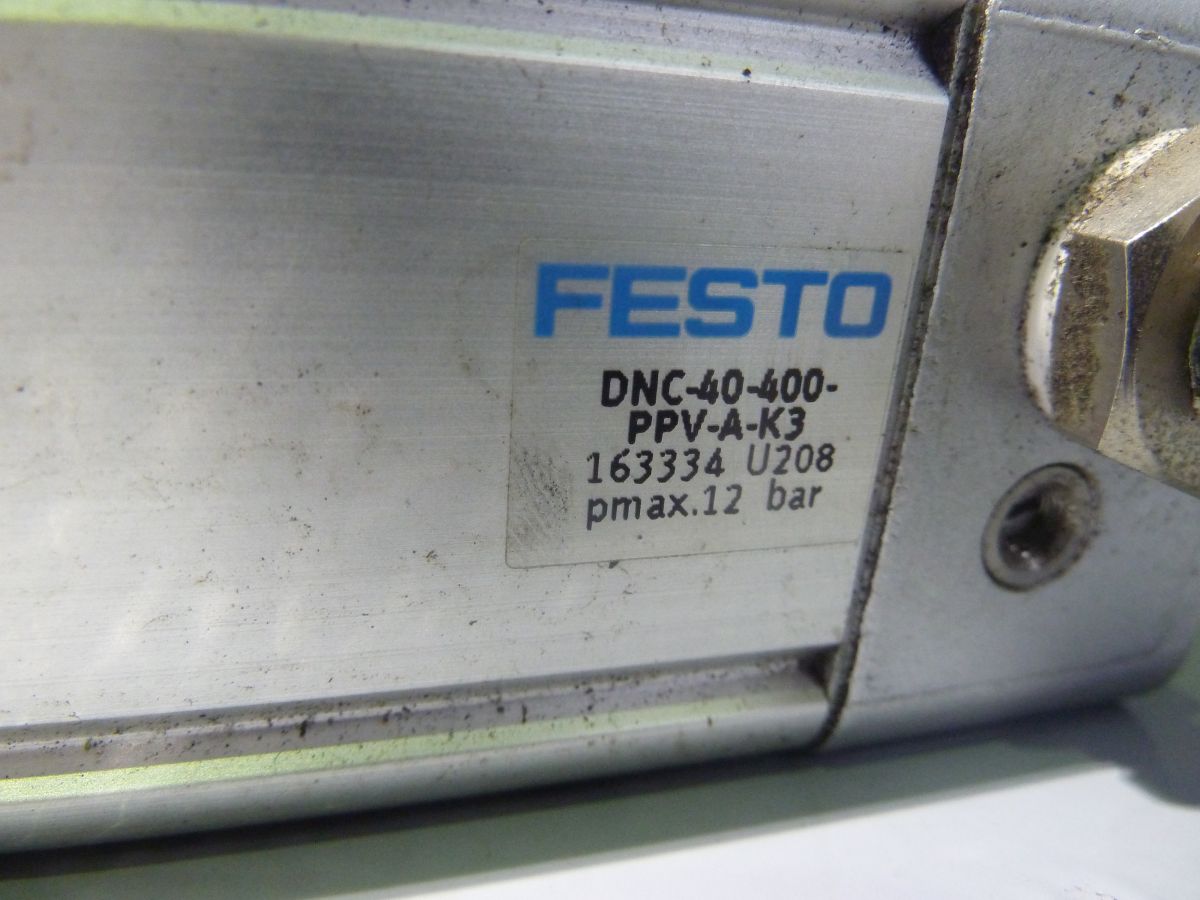 FESTO
DNC-40-400-
PPV-A-K3
163334 U208
pmax.12 bar